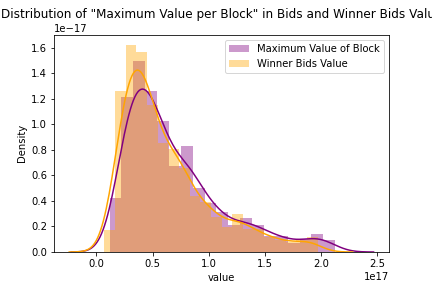 Distribution of "Maximum Value per Block" in Bids and Winner Bids Valu
1e−17
Maximum Value of Block
Winner Bids Value
1.6
1.4
1.2
1.0
0.8
0.6
0.4
0.2
0.0
Density
0.0 0.5 1.0 1.5 2.0 2.5
value
1e17